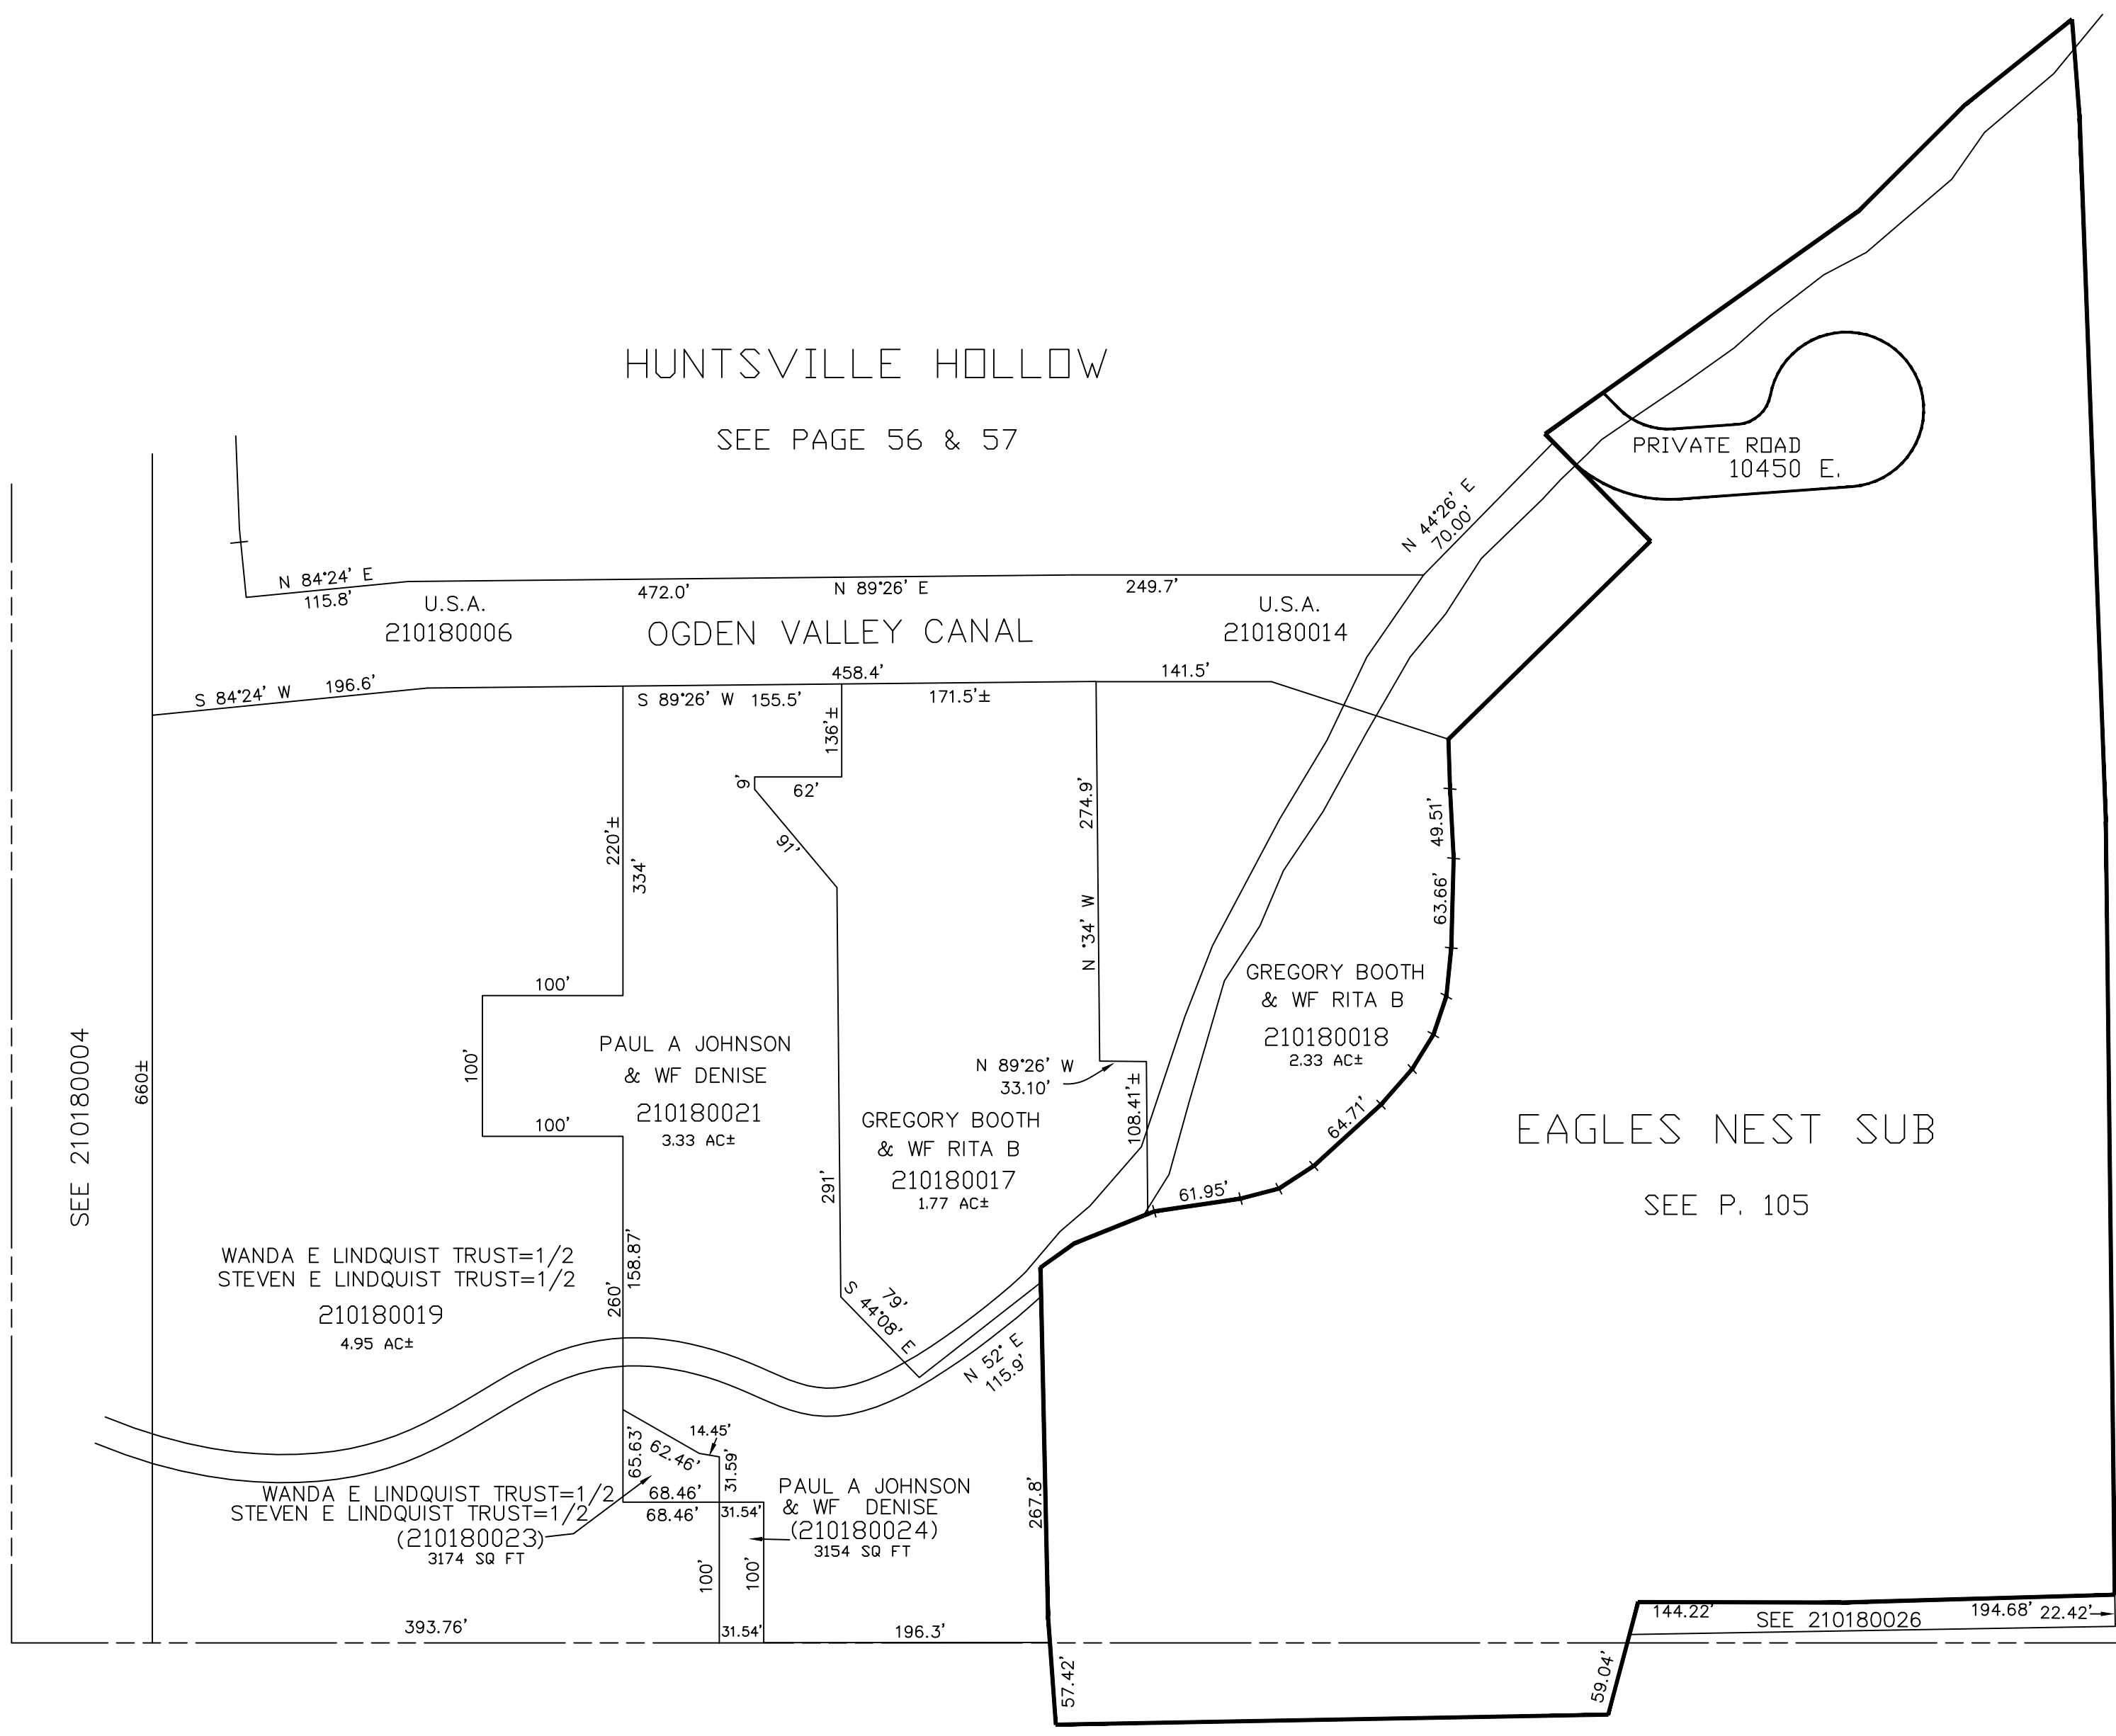 HUNTSVILLE HOLLOW
SEE PAGE 56 & 57
PRIVATE ROAD
10450 E.
N 44°26' E
70.00'
N 84°24' E
115.8'
472.0'
N 89°26' E
249.7'
U.S.A.
210180006
OGDEN VALLEY CANAL
U.S.A.
210180014
S 84°24' W
196.6'
458.4'
141.5'
S 89°26' W
155.5'
171.5'±
136'±
9'
62'
91'
274.9'
N °34' W
220'±
334'
49.51'
63.66'
100'
100'
100'
SEE 210180004
660±
PAUL A JOHNSON
& WF DENISE
210180021
3.33 AC±
N 89°26' W
33.10'
108.41'±
GREGORY BOOTH
& WF RITA B
210180018
2.33 AC±
GREGORY BOOTH
& WF RITA B
210180017
1.77 AC±
64.71'
61.95'
EAGLES NEST SUB
SEE P. 105
291'
158.87'
260'
WANDA E LINDQUIST TRUST=1/2
STEVEN E LINDQUIST TRUST=1/2
210180019
4.95 AC±
79'
S 44°08' E
N 52° E
115.9'
14.45'
65.63'
62.46'
31.59'
68.46'
68.46'
31.54'
WANDA E LINDQUIST TRUST=1/2
STEVEN E LINDQUIST TRUST=1/2
(210180023)
3174 SQ FT
PAUL A JOHNSON
& WF DENISE
(210180024)
3154 SQ FT
267.8'
100'
100'
393.76'
31.54'
196.3'
57.42'
59.04'
144.22'
SEE 210180026
194.68'
22.42'